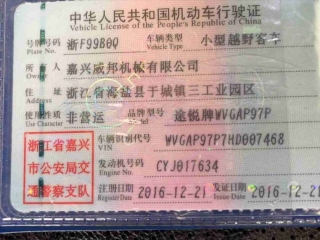 中华人民共和国机动车行驶证
Vehicle License of the People's Republic of China
号牌号码 浙F99B0Q 车辆类型 小型越野客车
Plate No. Vehicle Type
所有人 嘉兴威邦机械有限公司
Owner
住址 浙江省海盐县于城镇三工业园区
Address
使用性质 非营运 品牌型号 途锐牌WVGAP97P
Use Character Model
浙江省嘉兴
市公安局交
通警察支队
车辆识别代号 WVGAP97P7HD007468
VIN
发动机号码 CYJ017634
Engine No.
注册日期 2016-12-21 发证日期 2016-12-21
Register Date Issue Date